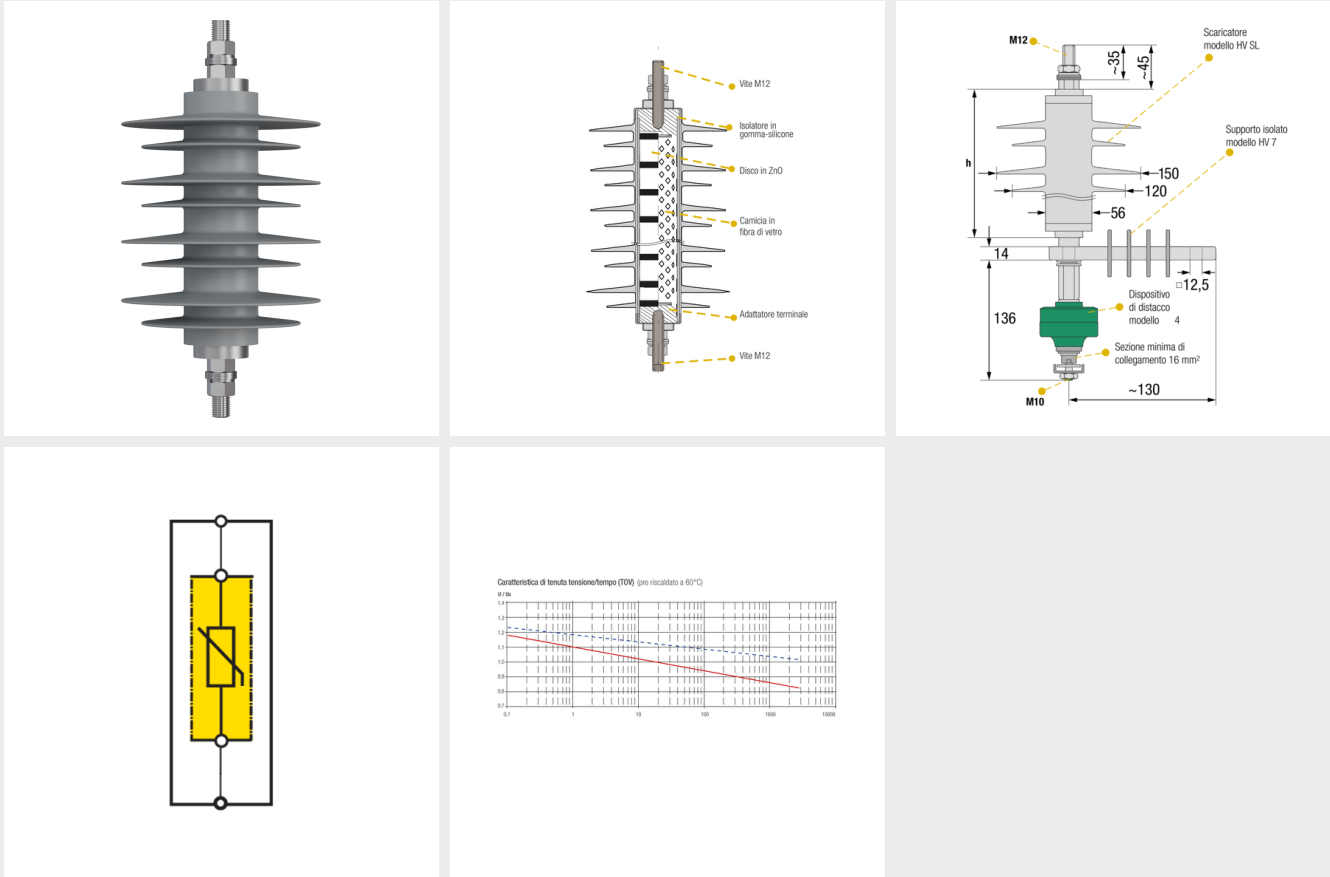 Vite M12
Isolatore in
gomma-silicone
Disco in ZnO
Camicia in
fibra di vetro
Adattatore terminale
Vite M12
M12
~35
~45
Scaricatore
modello HV SL
Supporto isolato
modello HV 7
h
150
120
56
14
□12,5
136
Dispositivo
di distacco
modello 4
Sezione minima di
collegamento 16 mm²
~130
M10
Caratteristica di tenuta tensione/tempo (TOV) (pre riscaldato a 60°C)
U / Uc
1,4
1,3
1,2
1,1
1,0
0,9
0,8
0,7
0,1 1 10 100 1000 10000